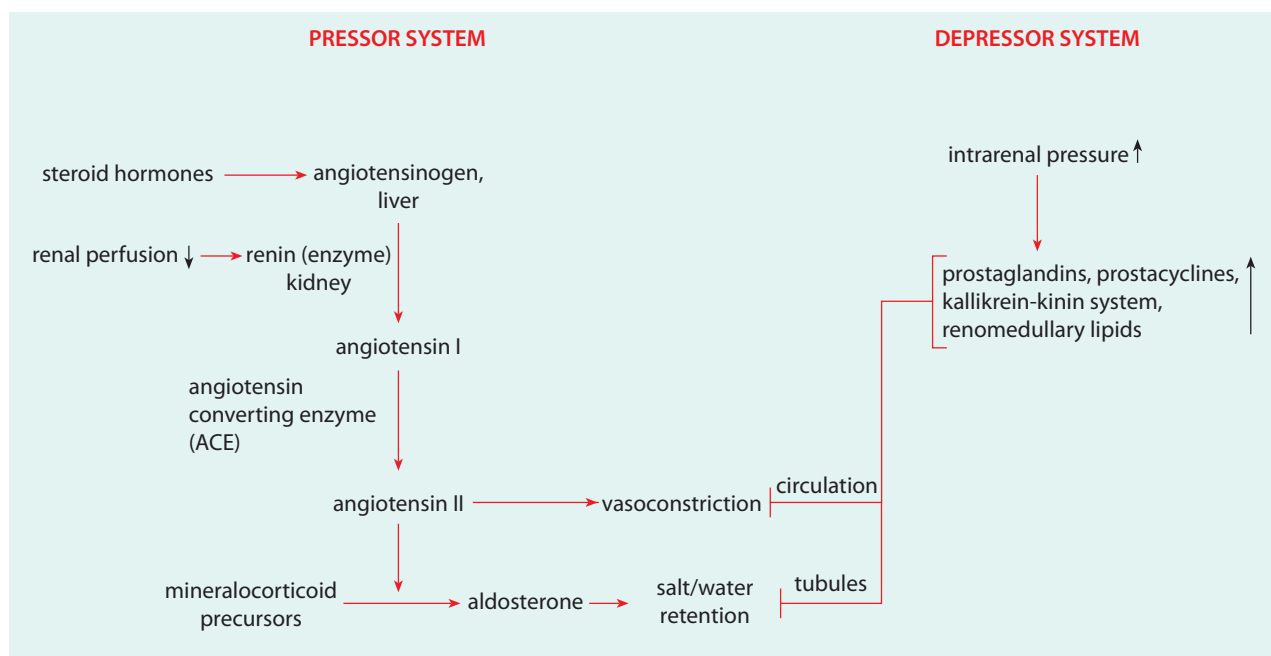 PRESSOR SYSTEM
DEPRESSOR SYSTEM
steroid hormones
angiotensinogen,
liver
intrarenal pressure
renal perfusion
renin (enzyme)
kidney
prostaglandins, prostacyclines,
kallikrein-kinin system,
renomedullary lipids
angiotensin I
angiotensin
converting enzyme
(ACE)
angiotensin II
vasoconstriction
circulation
mineralocorticoid
precursors
aldosterone
salt/water
retention
tubules